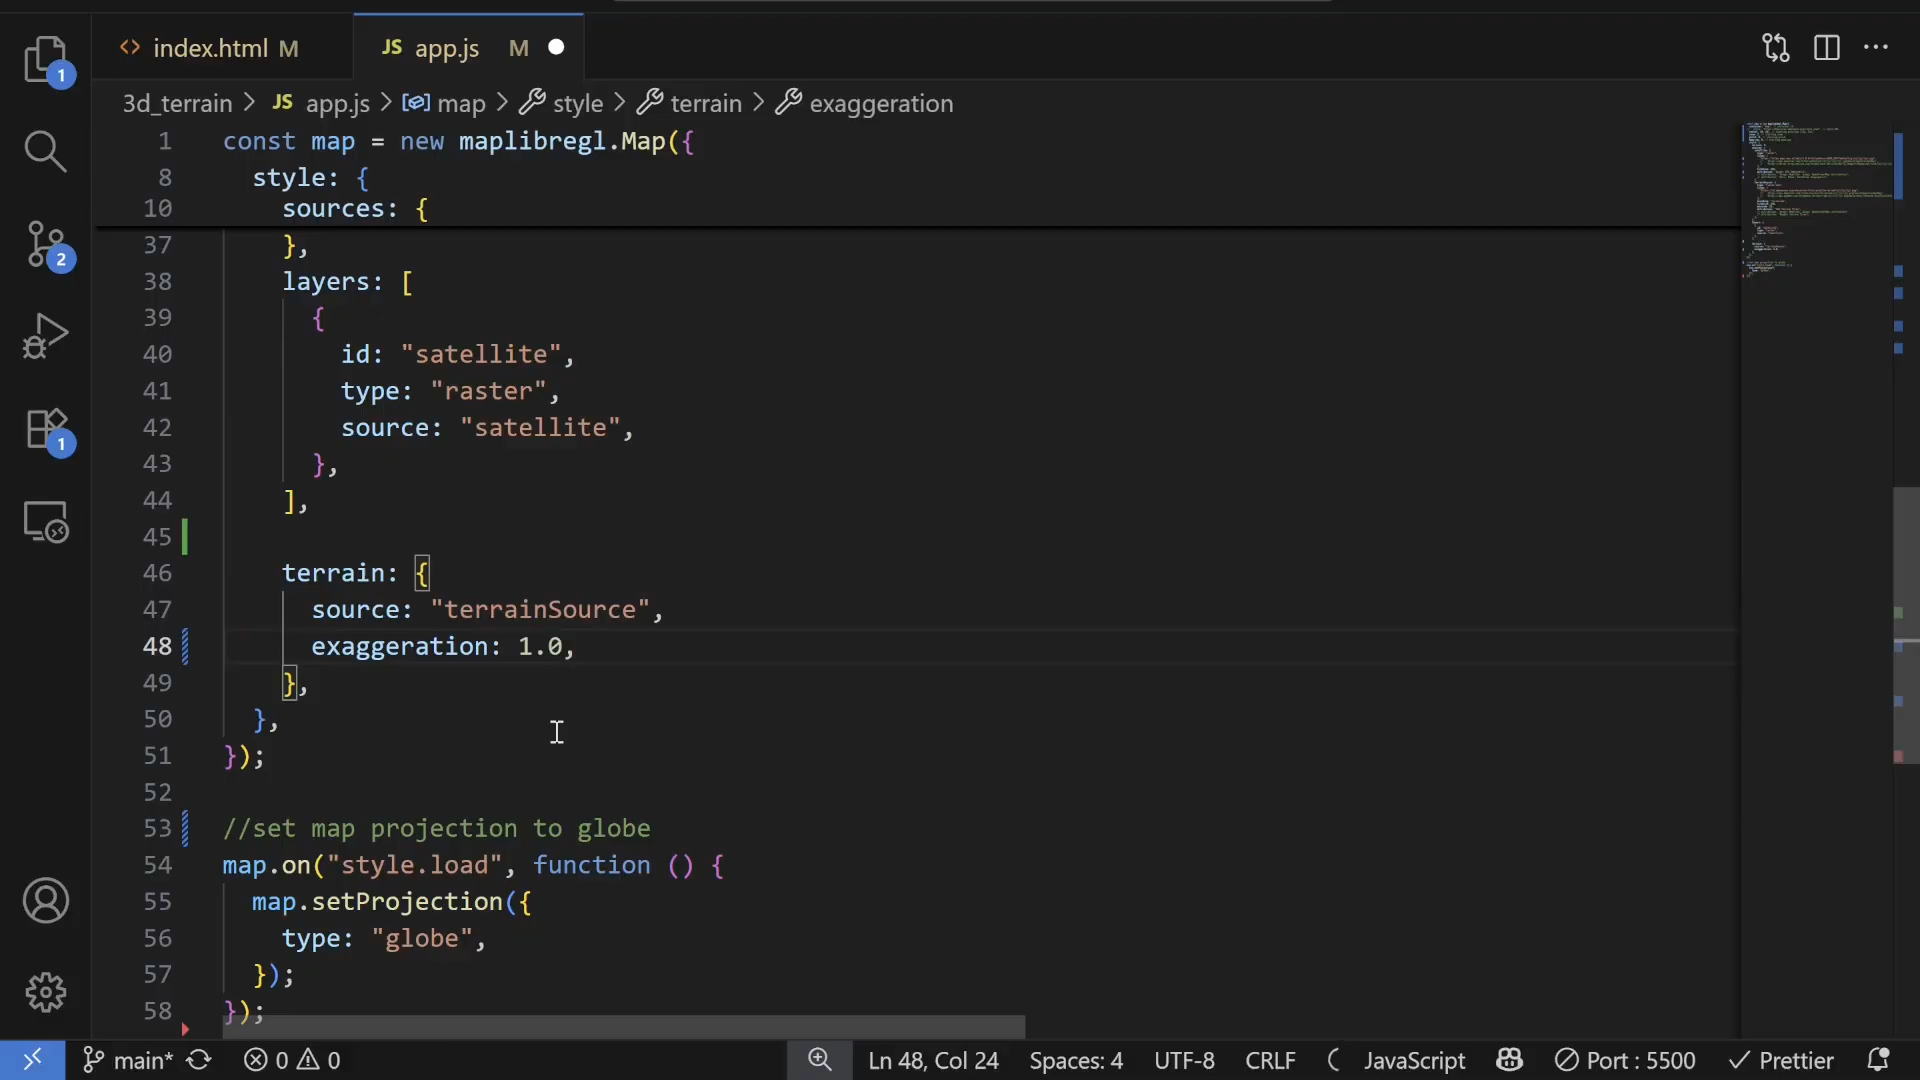 index.html M
JS app.js M
3d_terrain > JS app.js > map > style > terrain > exaggeration
1 const map = new maplibregl.Map({
8 style: {
10 sources: {
37 },
38 layers: [
39 {
40 id: "satellite",
41 type: "raster",
42 source: "satellite",
43 },
44 ],
45
46 terrain: {
47 source: "terrainSource",
48 exaggeration: 1.0,
49 },
50 },
51 });
52
53 //set map projection to globe
54 map.on("style.load", function () {
55 map.setProjection({
56 type: "globe",
57 });
58 });
1
2
1
main* 0 0 Ln 48, Col 24 Spaces: 4 UTF-8 CRLF JavaScript Port : 5500 Prettier